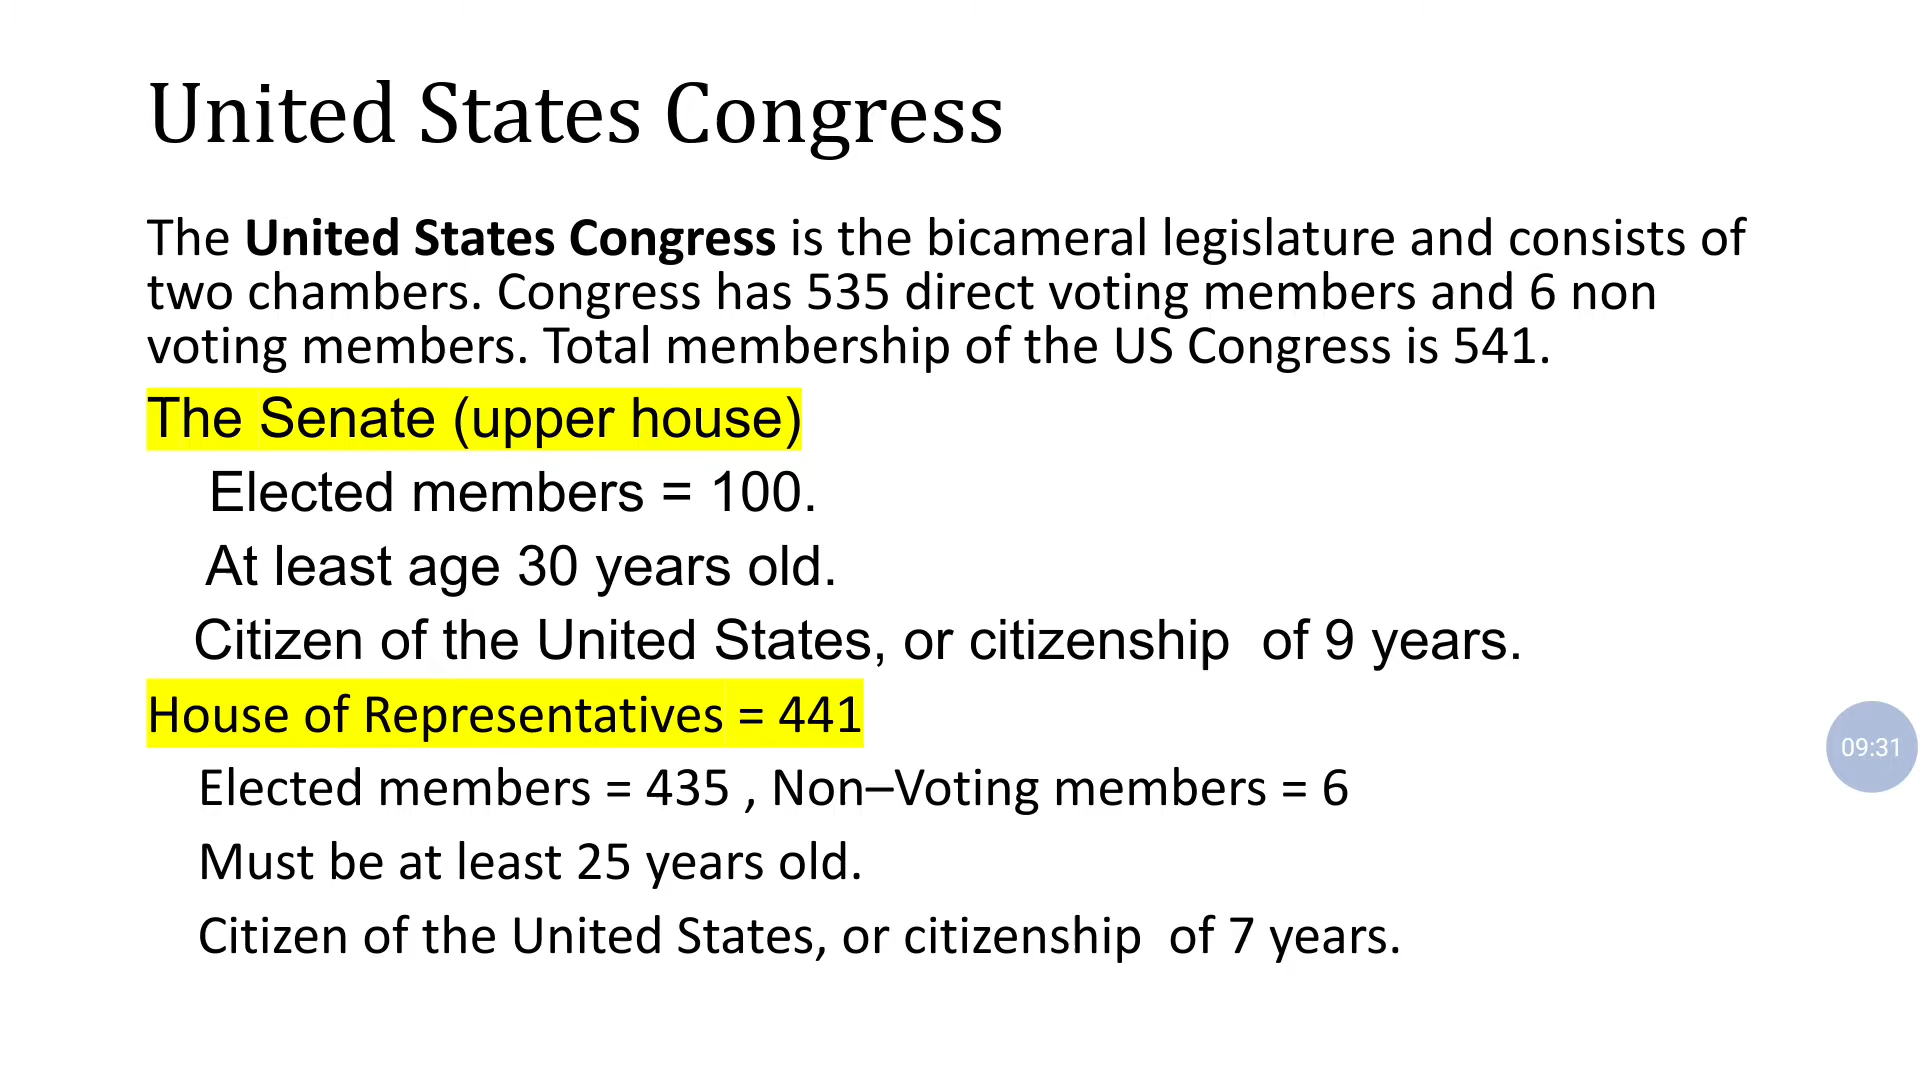 United States Congress
The United States Congress is the bicameral legislature and consists of
two chambers. Congress has 535 direct voting members and 6 non
voting members. Total membership of the US Congress is 541.
The Senate (upper house)
Elected members = 100.
At least age 30 years old.
Citizen of the United States, or citizenship  of 9 years.
House of Representatives = 441
Elected members = 435 , Non–Voting members = 6
Must be at least 25 years old.
Citizen of the United States, or citizenship  of 7 years.
09:31